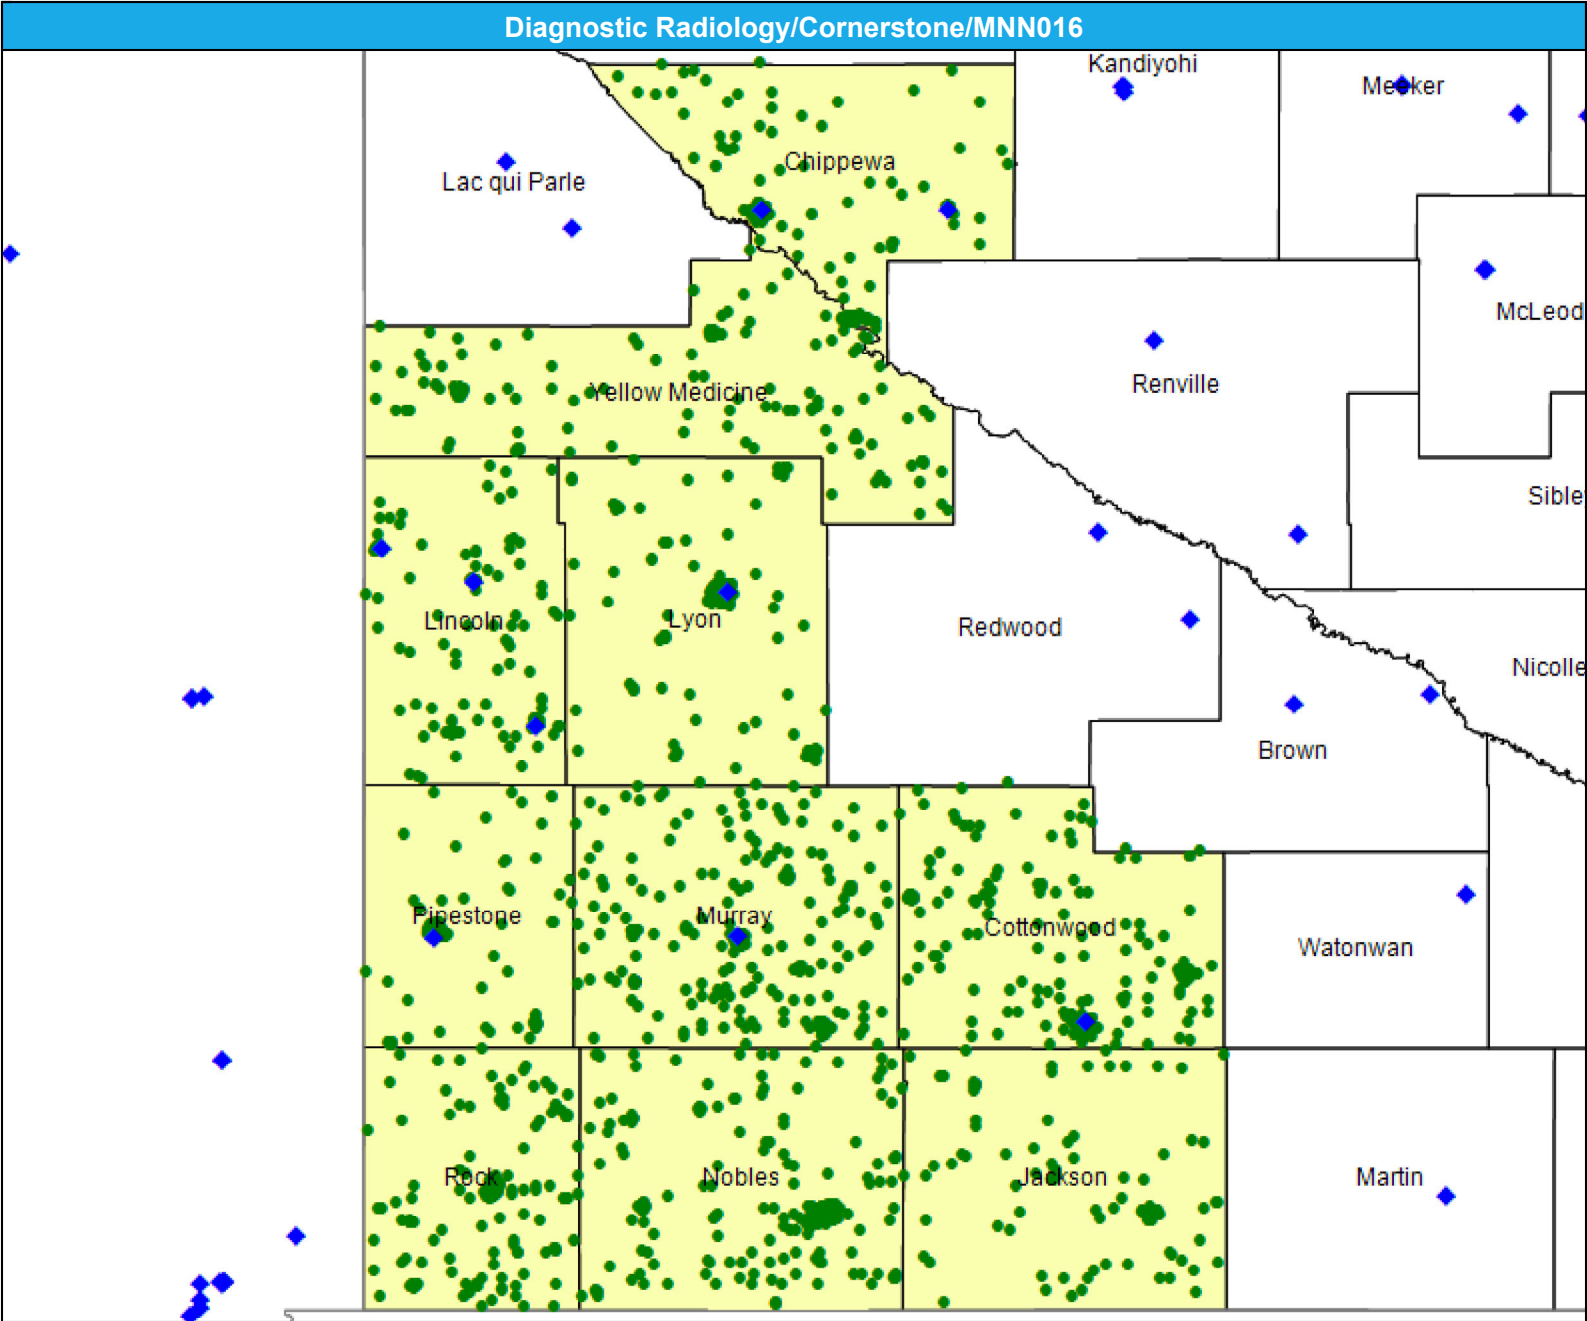 Diagnostic Radiology/Cornerstone/MNN016
Kandiyohi
Meeker
Chippewa
Lac qui Parle
McLeod
Renville
Yellow Medicine
Sible
Lincoln
Lyon
Redwood
Nicolle
Brown
Pipestone
Murray
Cottonwood
Watonwan
Rock
Nobles
Jackson
Martin